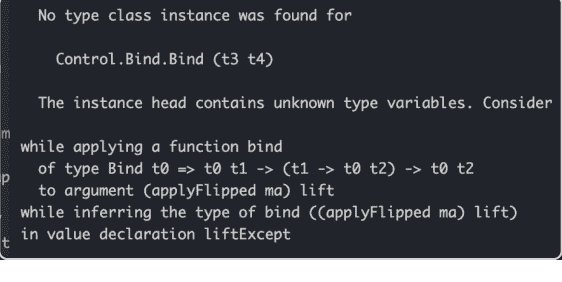 No type class instance was found for
Control.Bind.Bind (t3 t4)
The instance head contains unknown type variables. Consider
while applying a function bind
of type Bind t0 => t0 t1 -> (t1 -> t0 t2) -> t0 t2
to argument (applyFlipped ma) lift
while inferring the type of bind ((applyFlipped ma) lift)
in value declaration liftExcept
m
p
t